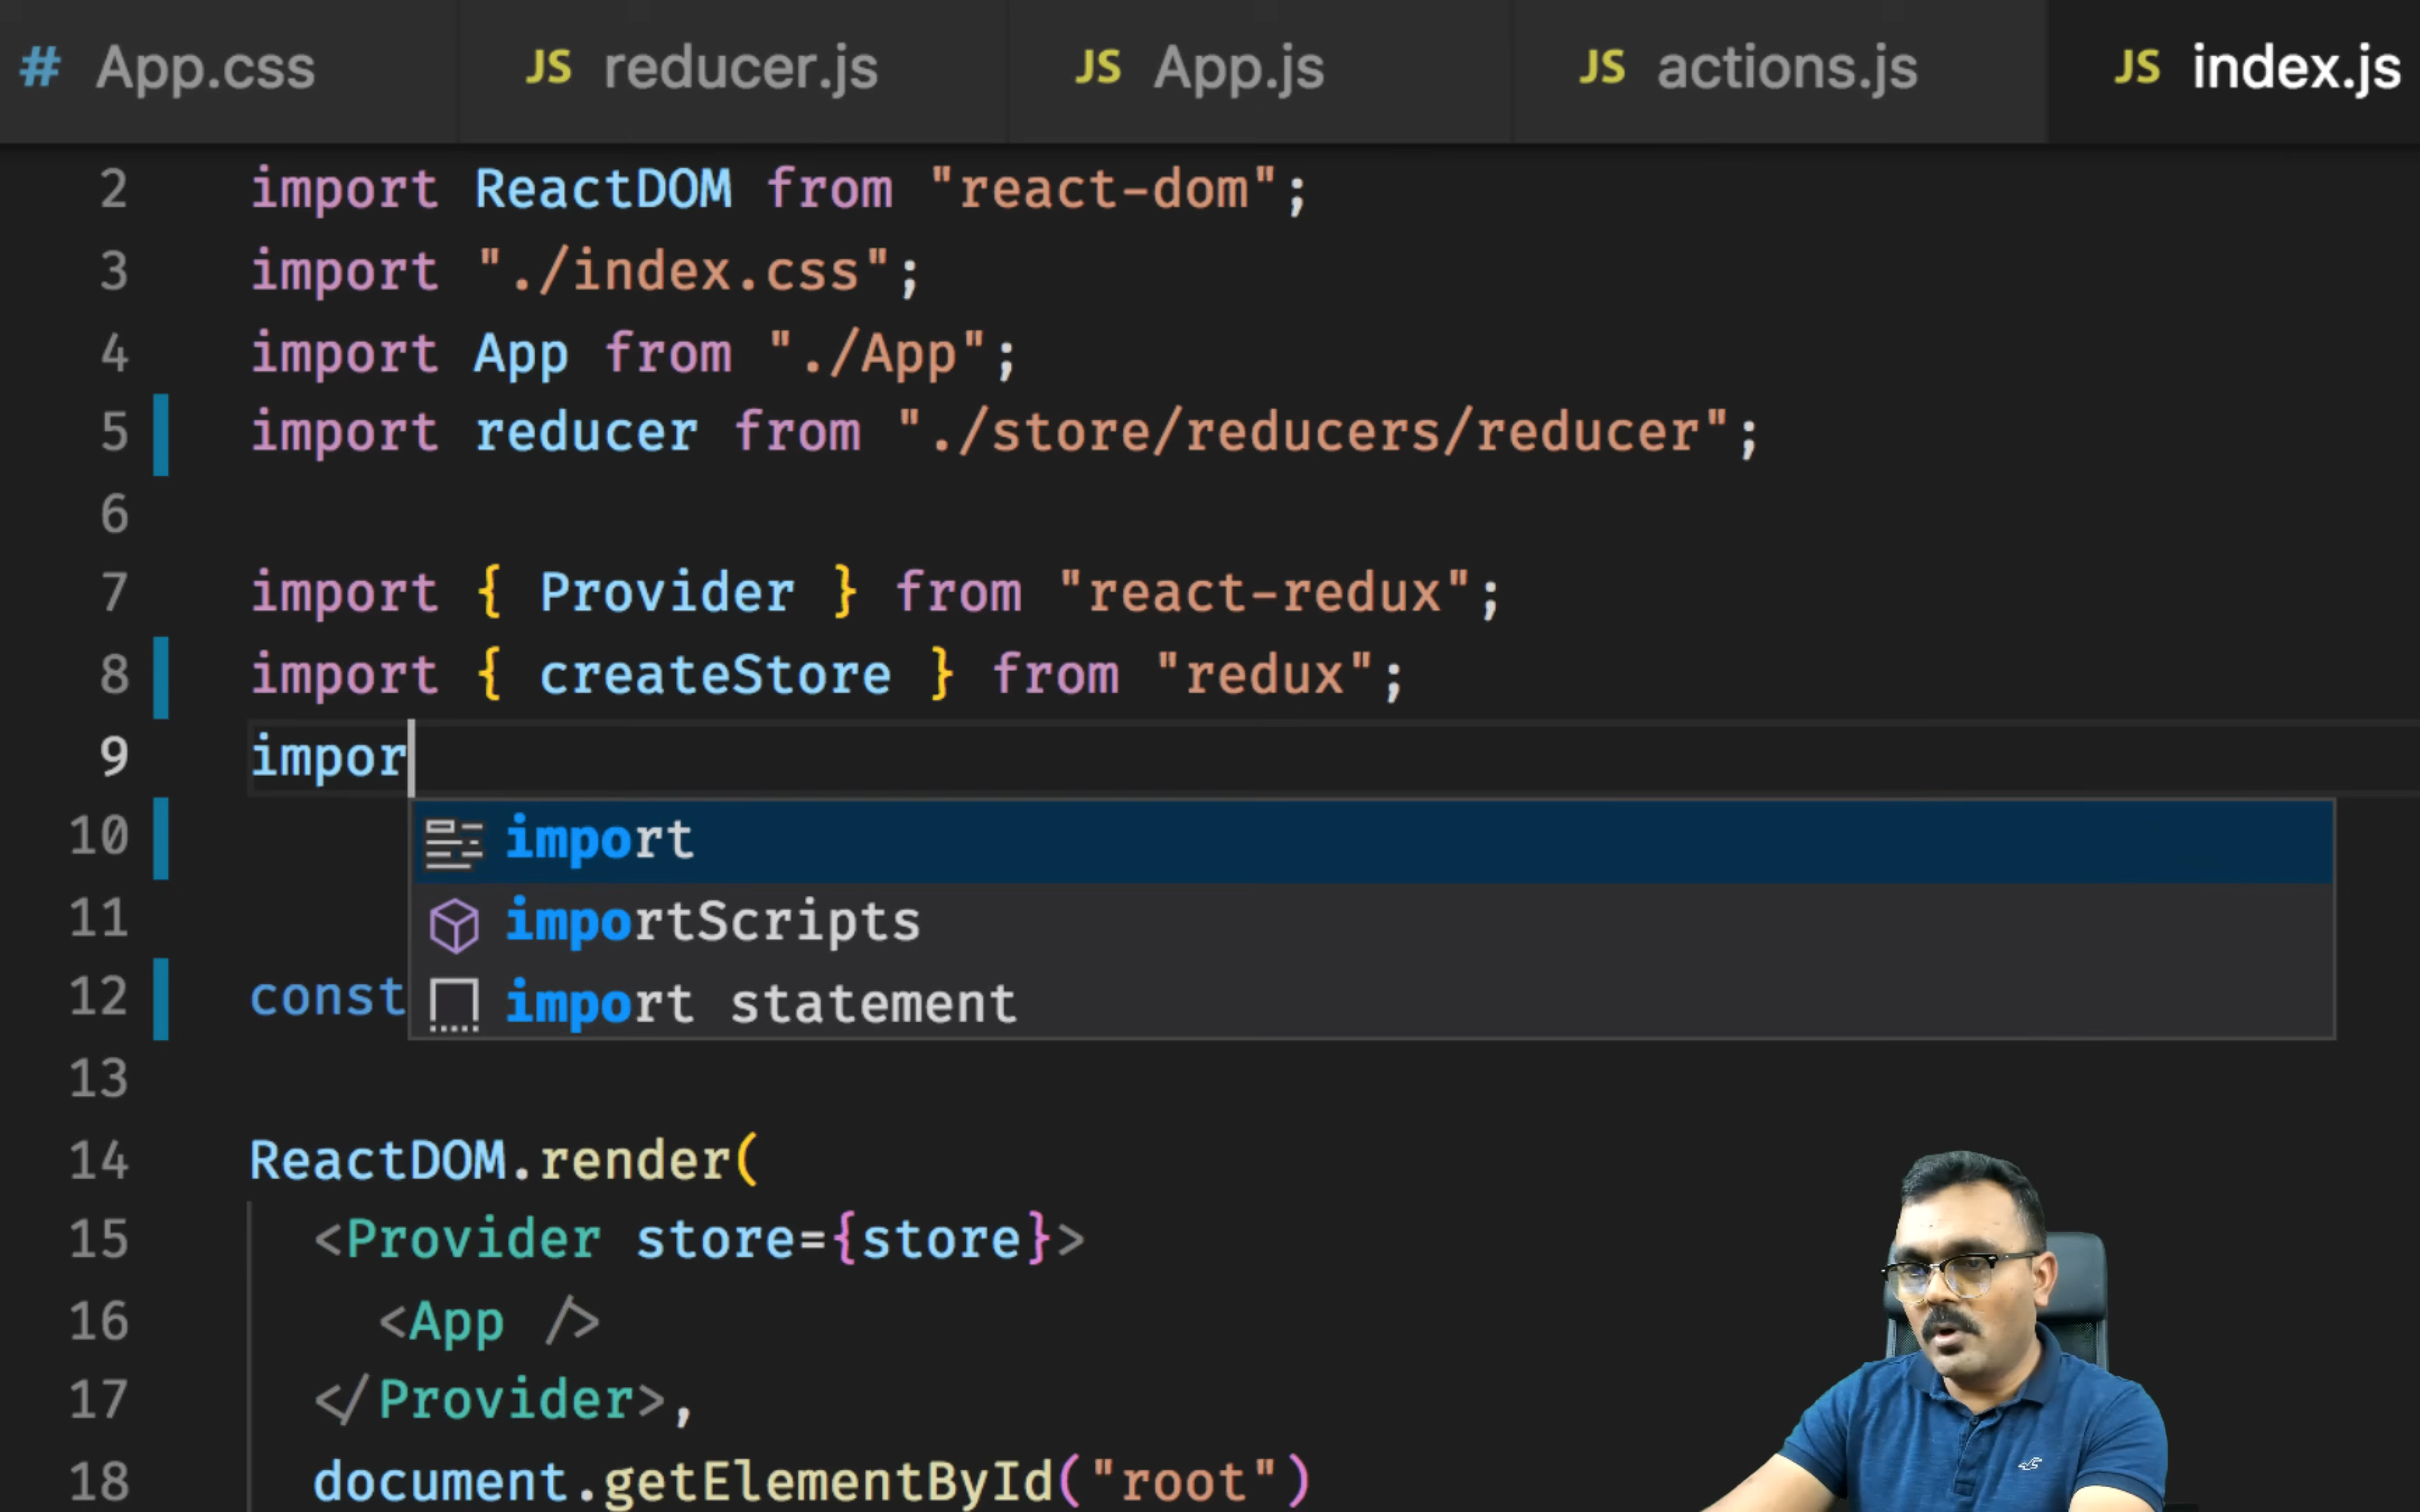 # App.css JS reducer.js JS App.js JS actions.js JS index.js
2 import ReactDOM from "react-dom";
3 import "./index.css";
4 import App from "./App";
5 import reducer from "./store/reducers/reducer";
6
7 import { Provider } from "react-redux";
8 import { createStore } from "redux";
9 impor
10 import
11 importScripts
12 const import statement
13
14 ReactDOM.render(
15 <Provider store={store}>
16 <App />
17 </Provider>,
18 document.getElementById("root")